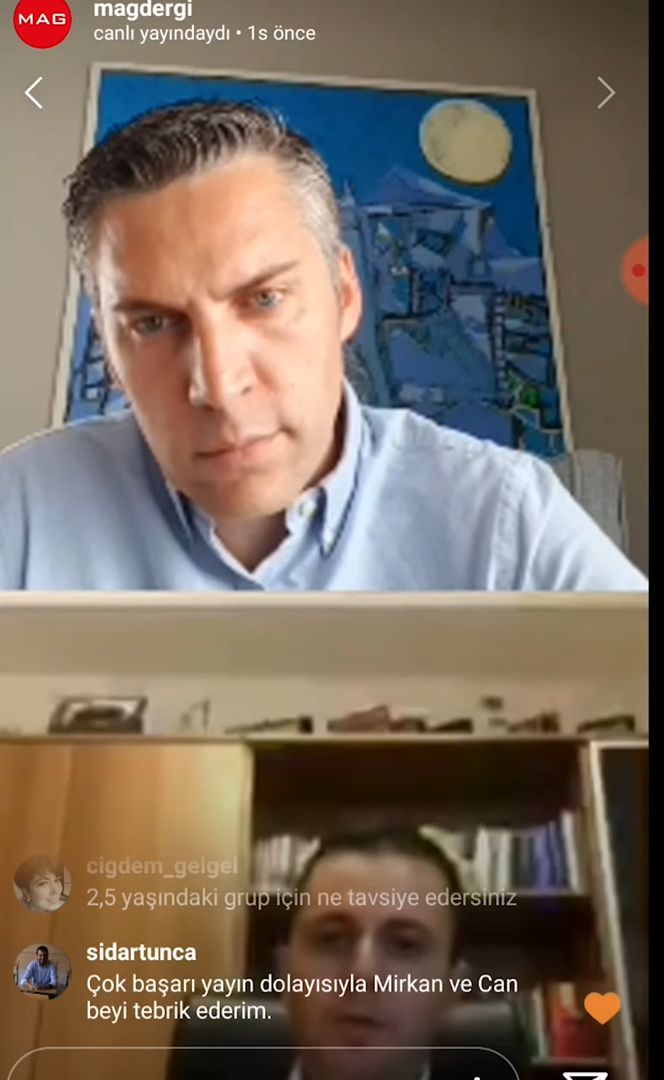 MAG
magdergi
canlı yayındaydı • 1s önce
cigdem_gelgel
2,5 yaşındaki grup için ne tavsiye edersiniz
sidartunca
Çok başarı yayın dolayısıyla Mirkan ve Can
beyi tebrik ederim.